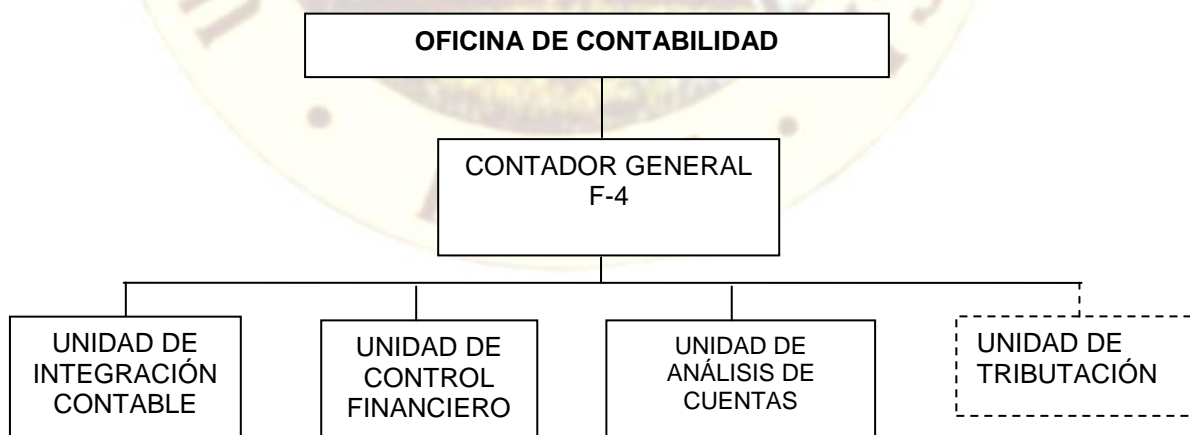 OFICINA DE CONTABILIDAD
CONTADOR GENERAL
F-4
UNIDAD DE
INTEGRACIÓN
CONTABLE
UNIDAD DE
CONTROL
FINANCIERO
UNIDAD DE
ANÁLISIS DE
CUENTAS
UNIDAD DE
TRIBUTACIÓN